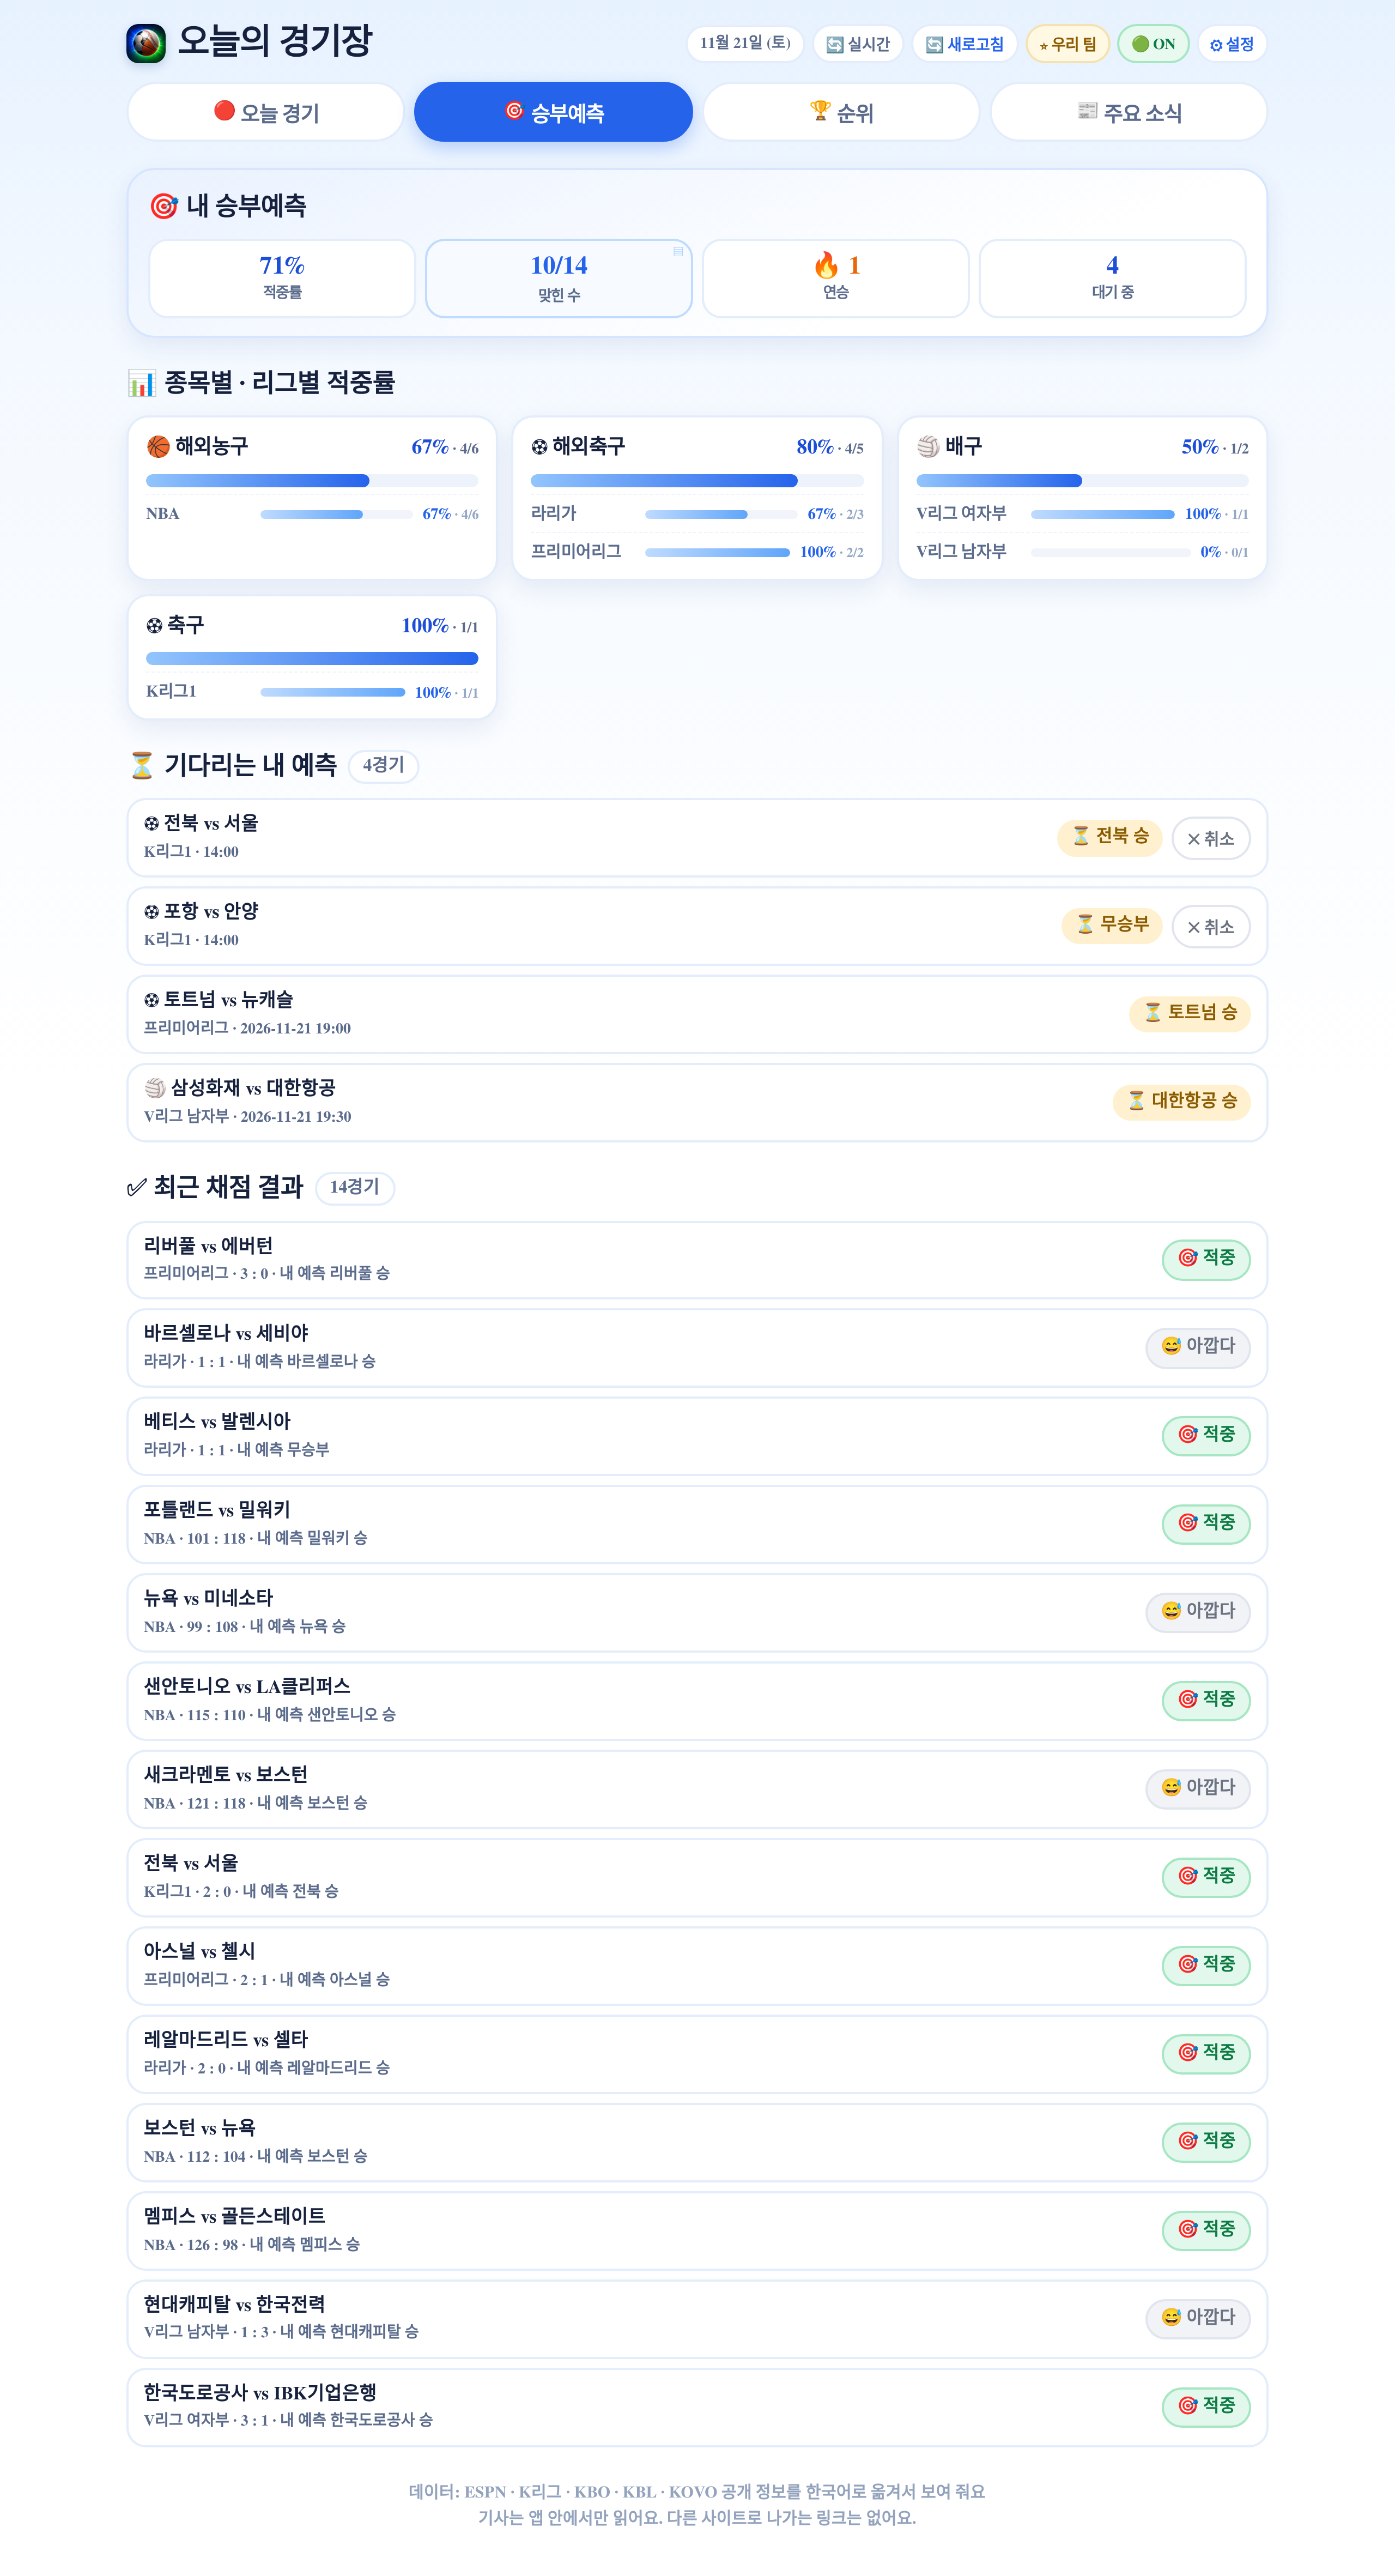 오늘의 경기장
11월 21일 (토)
🔄 실시간
🔄 새로고침
⭐ 우리 팀
🟢 ON
⚙ 설정
🔴 오늘 경기
🎯 승부예측
🏆 순위
📰 주요 소식
🎯 내 승부예측
71%
적중률
10/14
맞힌 수
🔥 1
연승
4
대기 중
📊 종목별 · 리그별 적중률
🏀 해외농구 67% · 4/6
NBA 67% · 4/6
⚽ 해외축구 80% · 4/5
라리가 67% · 2/3
프리미어리그 100% · 2/2
🏐 배구 50% · 1/2
V리그 여자부 100% · 1/1
V리그 남자부 0% · 0/1
⚽ 축구 100% · 1/1
K리그1 100% · 1/1
⏳ 기다리는 내 예측 4경기
⚽ 전북 vs 서울
K리그1 · 14:00
⏳ 전북 승
✕ 취소
⚽ 포항 vs 안양
K리그1 · 14:00
⏳ 무승부
✕ 취소
⚽ 토트넘 vs 뉴캐슬
프리미어리그 · 2026-11-21 19:00
⏳ 토트넘 승
🏐 삼성화재 vs 대한항공
V리그 남자부 · 2026-11-21 19:30
⏳ 대한항공 승
✅ 최근 채점 결과 14경기
리버풀 vs 에버턴
프리미어리그 · 3 : 0 · 내 예측 리버풀 승
🎯 적중
바르셀로나 vs 세비야
라리가 · 1 : 1 · 내 예측 바르셀로나 승
😅 아깝다
베티스 vs 발렌시아
라리가 · 1 : 1 · 내 예측 무승부
🎯 적중
포틀랜드 vs 밀워키
NBA · 101 : 118 · 내 예측 밀워키 승
🎯 적중
뉴욕 vs 미네소타
NBA · 99 : 108 · 내 예측 뉴욕 승
😅 아깝다
샌안토니오 vs LA클리퍼스
NBA · 115 : 110 · 내 예측 샌안토니오 승
🎯 적중
새크라멘토 vs 보스턴
NBA · 121 : 118 · 내 예측 보스턴 승
😅 아깝다
전북 vs 서울
K리그1 · 2 : 0 · 내 예측 전북 승
🎯 적중
아스널 vs 첼시
프리미어리그 · 2 : 1 · 내 예측 아스널 승
🎯 적중
레알마드리드 vs 셀타
라리가 · 2 : 0 · 내 예측 레알마드리드 승
🎯 적중
보스턴 vs 뉴욕
NBA · 112 : 104 · 내 예측 보스턴 승
🎯 적중
멤피스 vs 골든스테이트
NBA · 126 : 98 · 내 예측 멤피스 승
🎯 적중
현대캐피탈 vs 한국전력
V리그 남자부 · 1 : 3 · 내 예측 현대캐피탈 승
😅 아깝다
한국도로공사 vs IBK기업은행
V리그 여자부 · 3 : 1 · 내 예측 한국도로공사 승
🎯 적중
데이터: ESPN · K리그 · KBO · KBL · KOVO 공개 정보를 한국어로 옮겨서 보여 줘요
기사는 앱 안에서만 읽어요. 다른 사이트로 나가는 링크는 없어요.